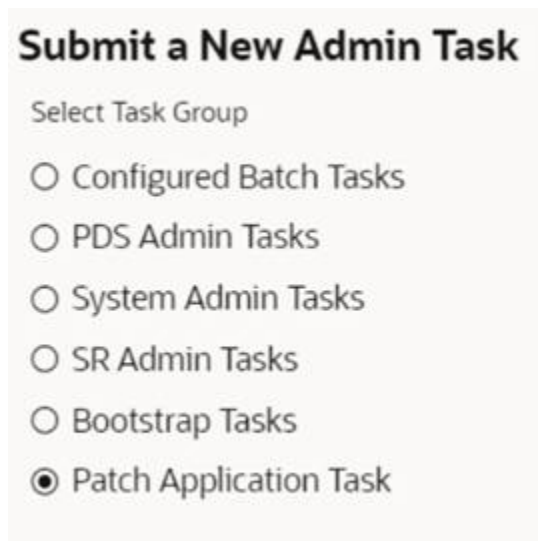 Submit a New Admin Task
Select Task Group
Configured Batch Tasks
PDS Admin Tasks
System Admin Tasks
SR Admin Tasks
Bootstrap Tasks
Patch Application Task